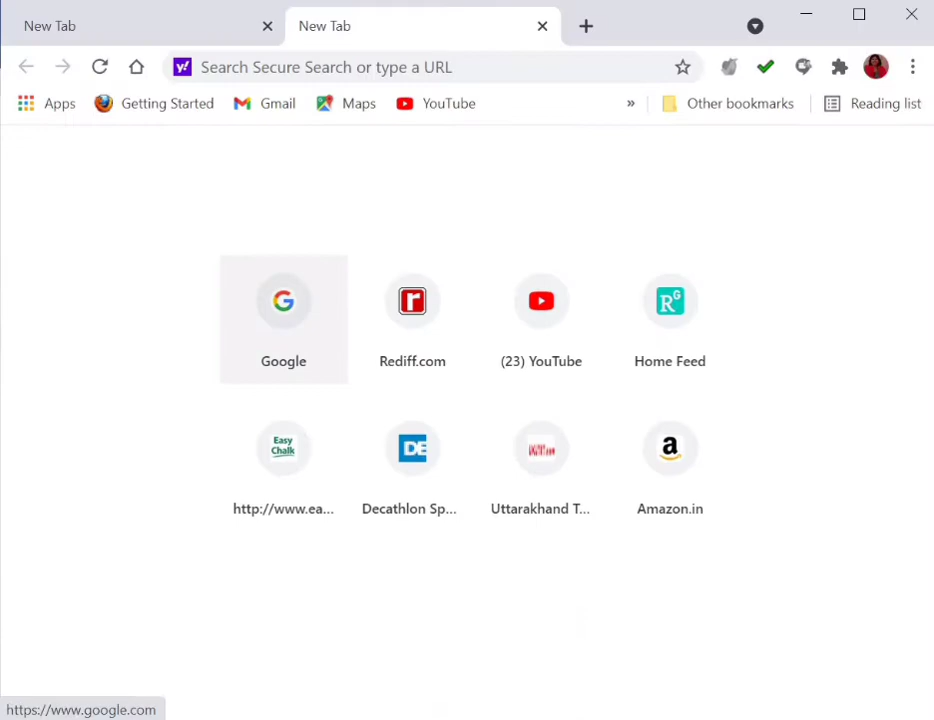 New Tab
New Tab
Search Secure Search or type a URL
Apps Getting Started Gmail Maps YouTube » Other bookmarks Reading list
Google Rediff.com (23) YouTube Home Feed
Easy Chalk
DE
http://www.ea... Decathlon Sp... Uttarakhand T... Amazon.in
https://www.google.com